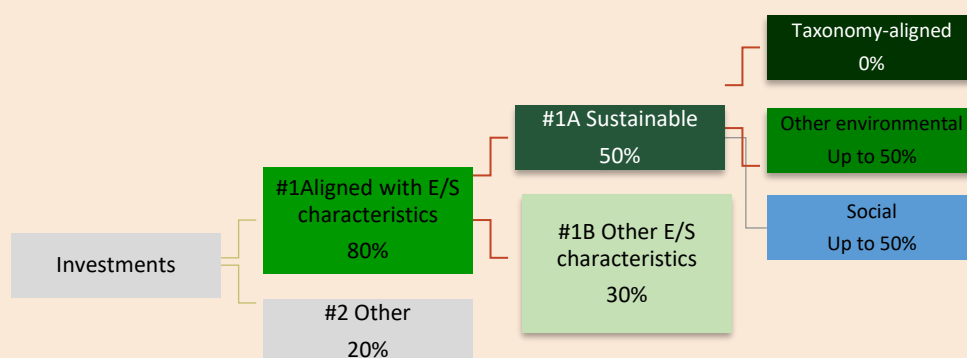 Taxonomy-aligned
0%
#1A Sustainable
50%
Other environmental
Up to 50%
#1Aligned with E/S
characteristics
80%
Social
Up to 50%
#1B Other E/S
characteristics
30%
Investments
#2 Other
20%